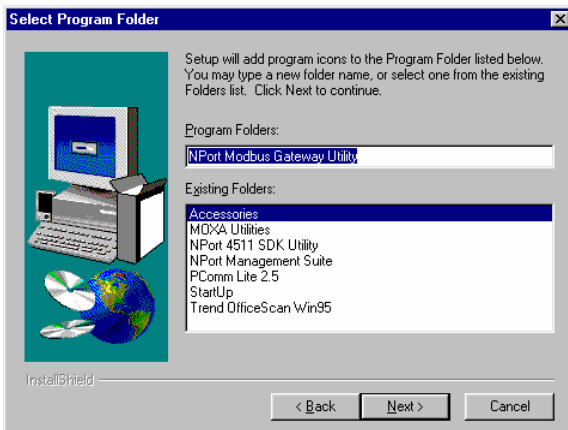 Select Program Folder
Setup will add program icons to the Program Folder listed below.
You may type a new folder name, or select one from the existing
Folders list. Click Next to continue.
Program Folders:
NPort Modbus Gateway Utility
Existing Folders:
Accessories
MOXA Utilities
NPort 4511 SDK Utility
NPort Management Suite
PComm Lite 2.5
StartUp
Trend OfficeScan Win95
InstallShield
< Back
Next >
Cancel